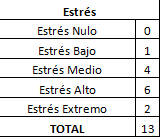 Estrés
Estrés Nulo 0
Estrés Bajo 1
Estrés Medio 4
Estrés Alto 6
Estrés Extremo 2
TOTAL 13